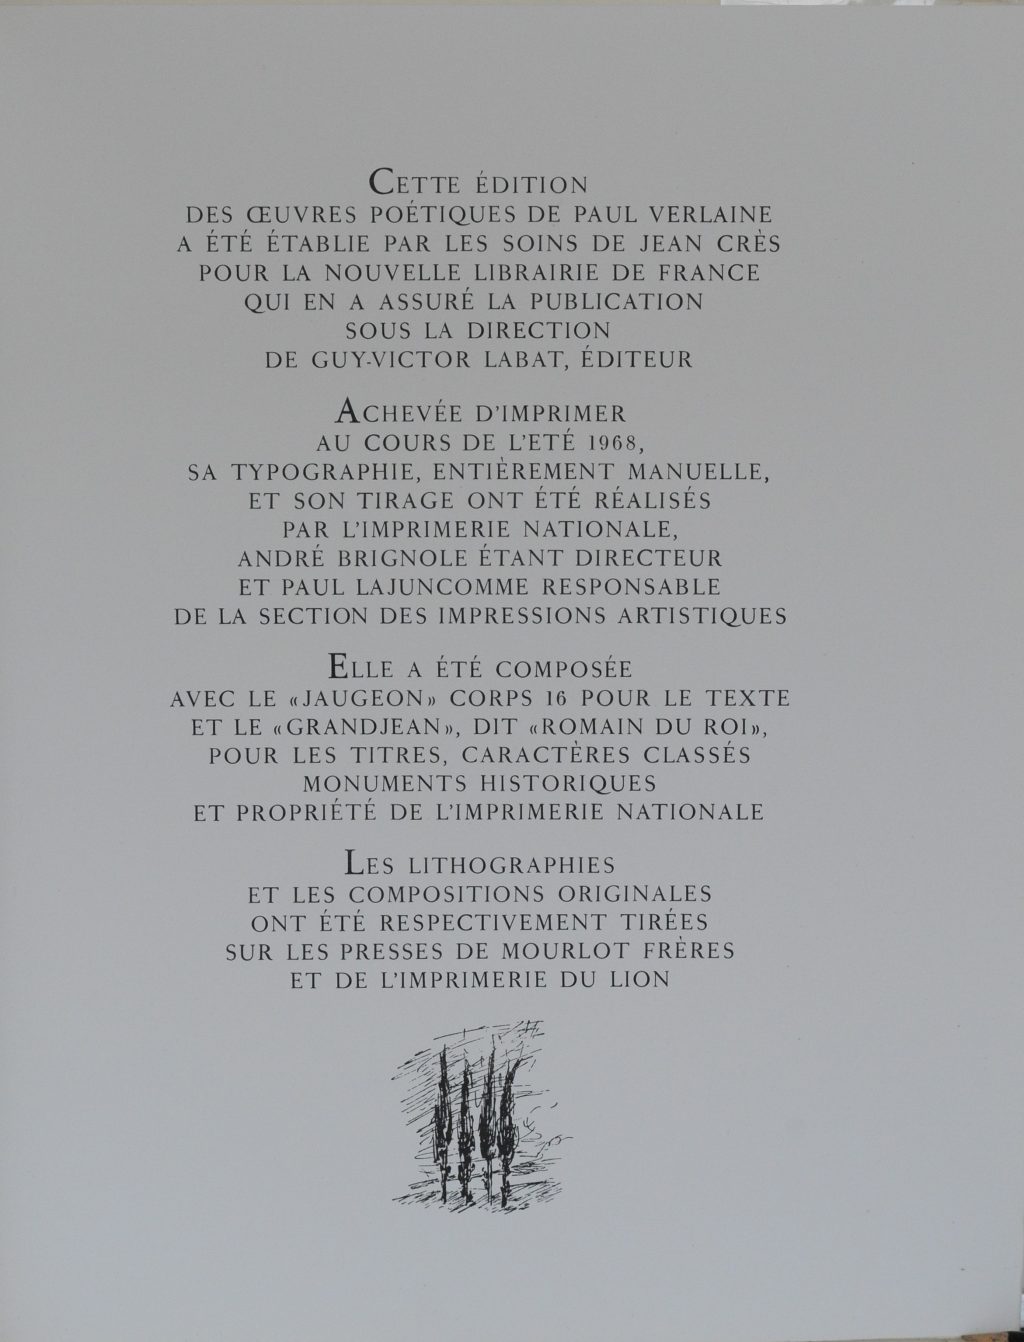 CETTE ÉDITION
DES ŒUVRES POÉTIQUES DE PAUL VERLAINE
A ÉTÉ ÉTABLIE PAR LES SOINS DE JEAN CRÈS
POUR LA NOUVELLE LIBRAIRIE DE FRANCE
QUI EN A ASSURÉ LA PUBLICATION
SOUS LA DIRECTION
DE GUY-VICTOR LABAT, ÉDITEUR
ACHEVÉE D'IMPRIMER
AU COURS DE L'ETÉ 1968,
SA TYPOGRAPHIE, ENTIÈREMENT MANUELLE,
ET SON TIRAGE ONT ÉTÉ RÉALISÉS
PAR L'IMPRIMERIE NATIONALE,
ANDRÉ BRIGNOLE ÉTANT DIRECTEUR
ET PAUL LAJUNCOMME RESPONSABLE
DE LA SECTION DES IMPRESSIONS ARTISTIQUES
ELLE A ÉTÉ COMPOSÉE
AVEC LE «JAUGEON» CORPS 16 POUR LE TEXTE
ET LE «GRANDJEAN», DIT «ROMAIN DU ROI»,
POUR LES TITRES, CARACTÈRES CLASSÉS
MONUMENTS HISTORIQUES
ET PROPRIÉTÉ DE L'IMPRIMERIE NATIONALE
LES LITHOGRAPHIES
ET LES COMPOSITIONS ORIGINALES
ONT ÉTÉ RESPECTIVEMENT TIRÉES
SUR LES PRESSES DE MOURLOT FRÈRES
ET DE L'IMPRIMERIE DU LION